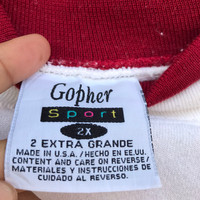 Gopher
Sport
2X
2 EXTRA GRANDE
MADE IN U.S.A./HECHO EN EE.UU.
CONTENT AND CARE ON REVERSE/
MATERIALES Y INSTRUCCIONES DE
CUIDADO AL REVERSO.